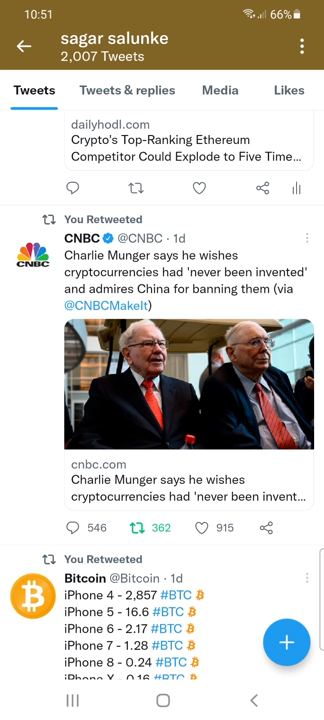 10:51
66%
sagar salunke
2,007 Tweets
Tweets
Tweets & replies
Media
Likes
dailyhodl.com
Crypto's Top-Ranking Ethereum
Competitor Could Explode to Five Time...
You Retweeted
CNBC @CNBC · 1d
CNBC
Charlie Munger says he wishes
cryptocurrencies had 'never been invented'
and admires China for banning them (via
@CNBCMakeIt)
cnbc.com
Charlie Munger says he wishes
cryptocurrencies had 'never been invent...
546
362
915
You Retweeted
Bitcoin @Bitcoin · 1d
iPhone 4 - 2,857 #BTC
iPhone 5 - 16.6 #BTC
iPhone 6 - 2.17 #BTC
iPhone 7 - 1.28 #BTC
iPhone 8 - 0.24 #BTC
iPhone X - 0.16 #BTC